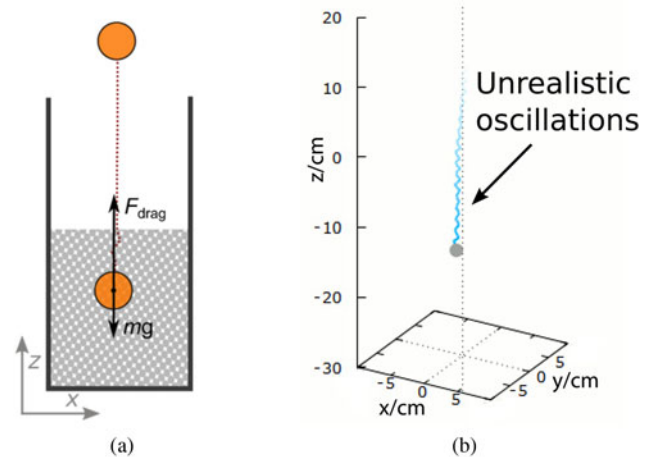 F_drag
mg
z
x
(a)
20
10
0
-10
-20
-30
z/cm
Unrealistic
oscillations
-5
0
5
x/cm
-5
0
5
y/cm
(b)